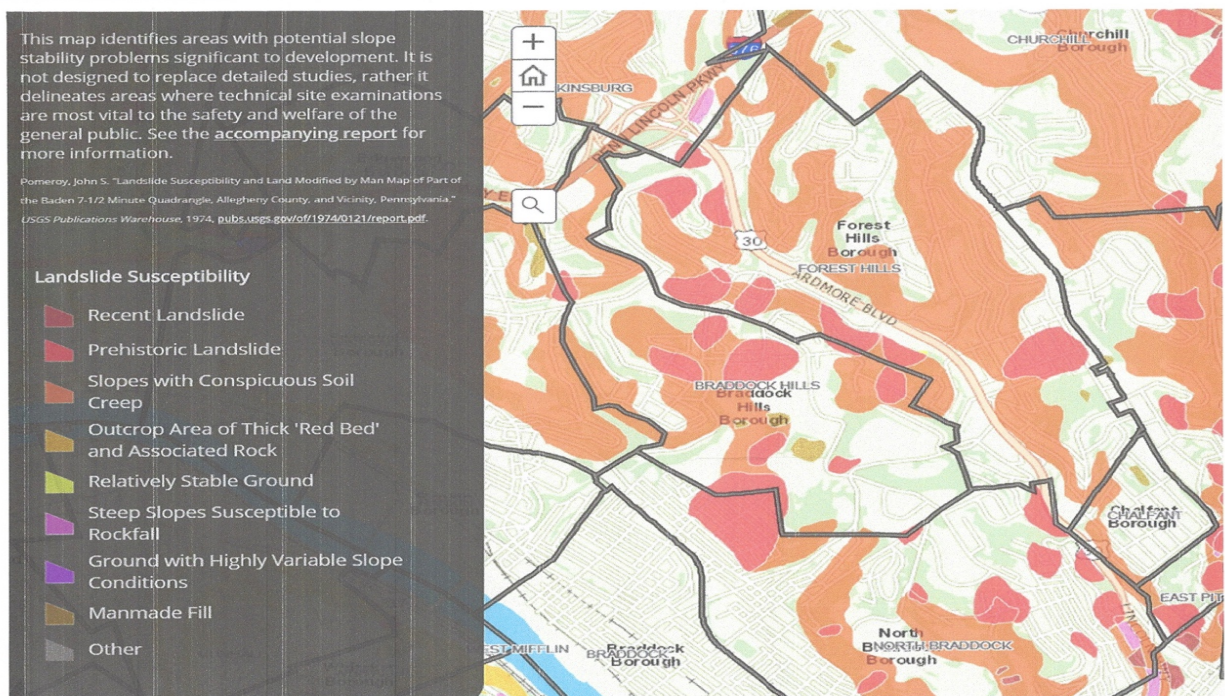 This map identifies areas with potential slope
stability problems significant to development. It is
not designed to replace detailed studies, rather it
delineates areas where technical site examinations
are most vital to the safety and welfare of the
general public. See the accompanying report for
more information.
Pomeroy, John S. "Landslide Susceptibility and Land Modified by Man Map of Part of
the Baden 7-1/2 Minute Quadrangle, Allegheny County, and Vicinity, Pennsylvania."
USGS Publications Warehouse, 1974, pubs.usgs.gov/of/1974/0121/report.pdf.
Landslide Susceptibility
Recent Landslide
Prehistoric Landslide
Slopes with Conspicuous Soil
Creep
Outcrop Area of Thick 'Red Bed'
and Associated Rock
Relatively Stable Ground
Steep Slopes Susceptible to
Rockfall
Ground with Highly Variable Slope
Conditions
Manmade Fill
Other
+
−
KINSBURG
LINCOLN PKWY
CHURCHILL
Churchill
Borough
30
Forest
Hills
Borough
FOREST HILLS
ARDMORE BLVD
BRADDOCK HILLS
Braddock
Hills
Borough
Chalfant
CHALFANT
Borough
EAST PIT
North
Borough
NORTH BRADDOCK
ST MIFFLIN
Braddock
BRADDOCK
Borough